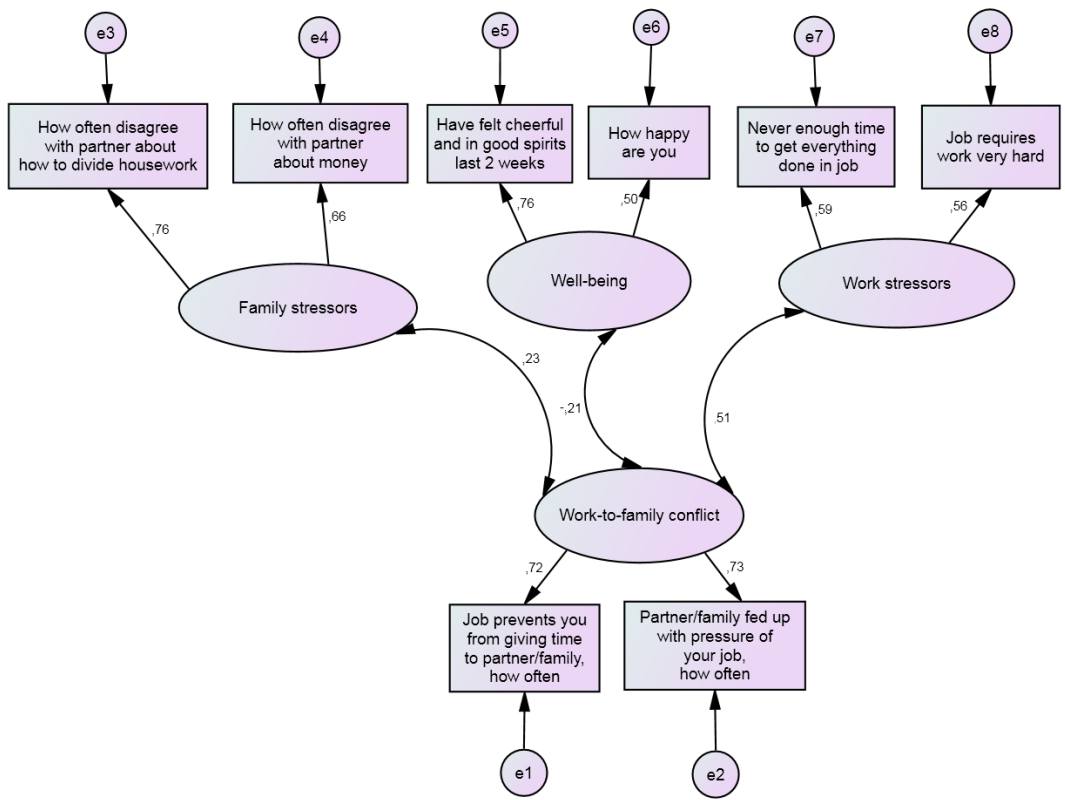 e3
e4
e5
e6
e7
e8
How often disagree
with partner about
how to divide housework
How often disagree
with partner
about money
Have felt cheerful
and in good spirits
last 2 weeks
How happy
are you
Never enough time
to get everything
done in job
Job requires
work very hard
,76
,66
,76
,50
,59
,56
Family stressors
Well-being
Work stressors
,23
-,21
,51
Work-to-family conflict
,72
,73
Job prevents you
from giving time
to partner/family,
how often
Partner/family fed up
with pressure of
your job,
how often
e1
e2